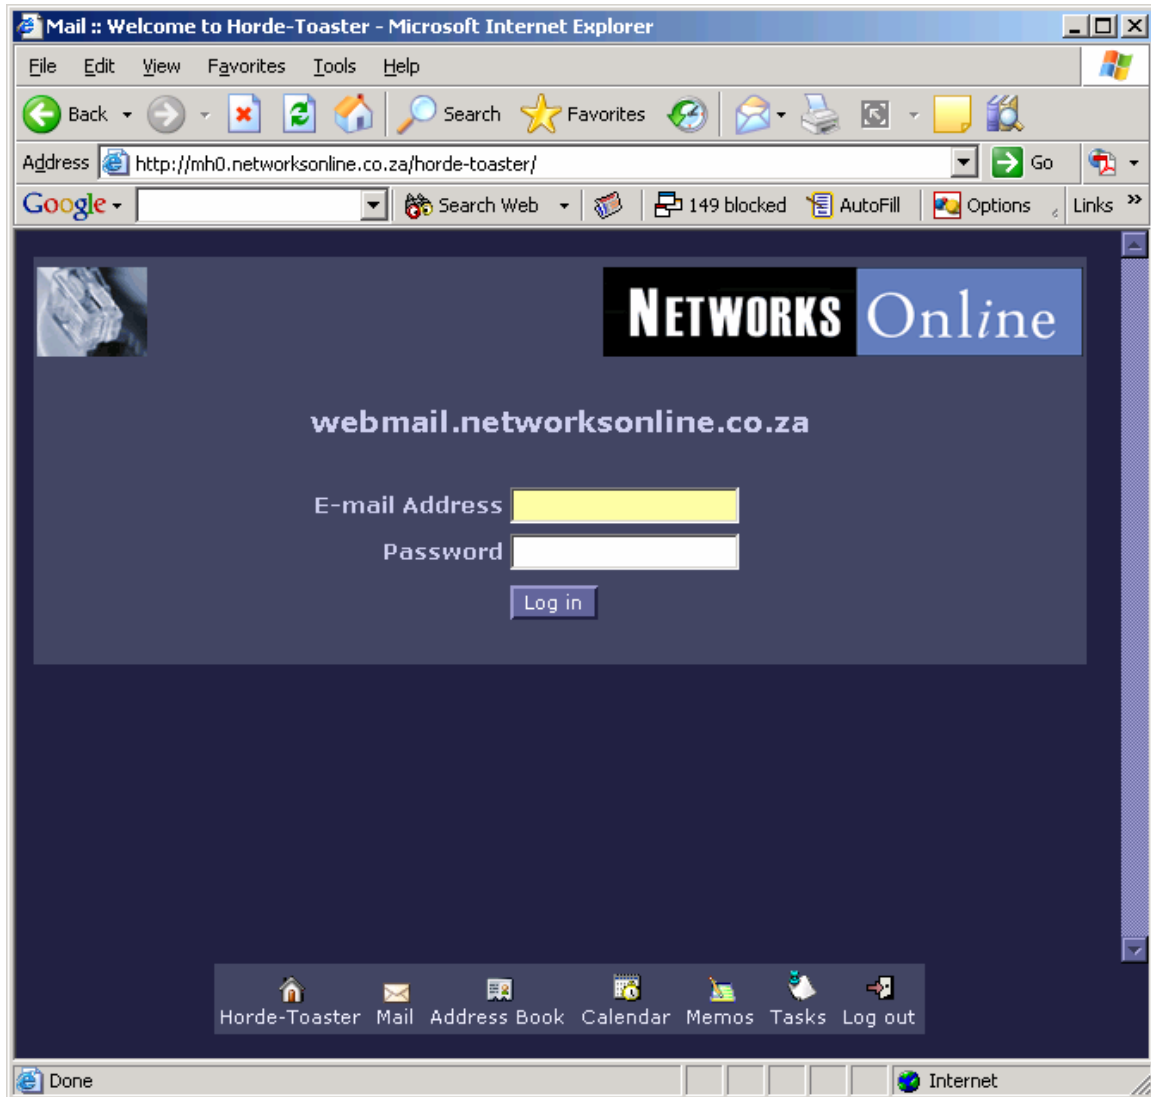 Mail :: Welcome to Horde-Toaster - Microsoft Internet Explorer
File Edit View Favorites Tools Help
Back Search Favorites
Address http://mh0.networksonline.co.za/horde-toaster/ Go
Google Search Web 149 blocked AutoFill Options Links »
NETWORKS Online
webmail.networksonline.co.za
E-mail Address
Password
Log in
Horde-Toaster Mail Address Book Calendar Memos Tasks Log out
Done Internet